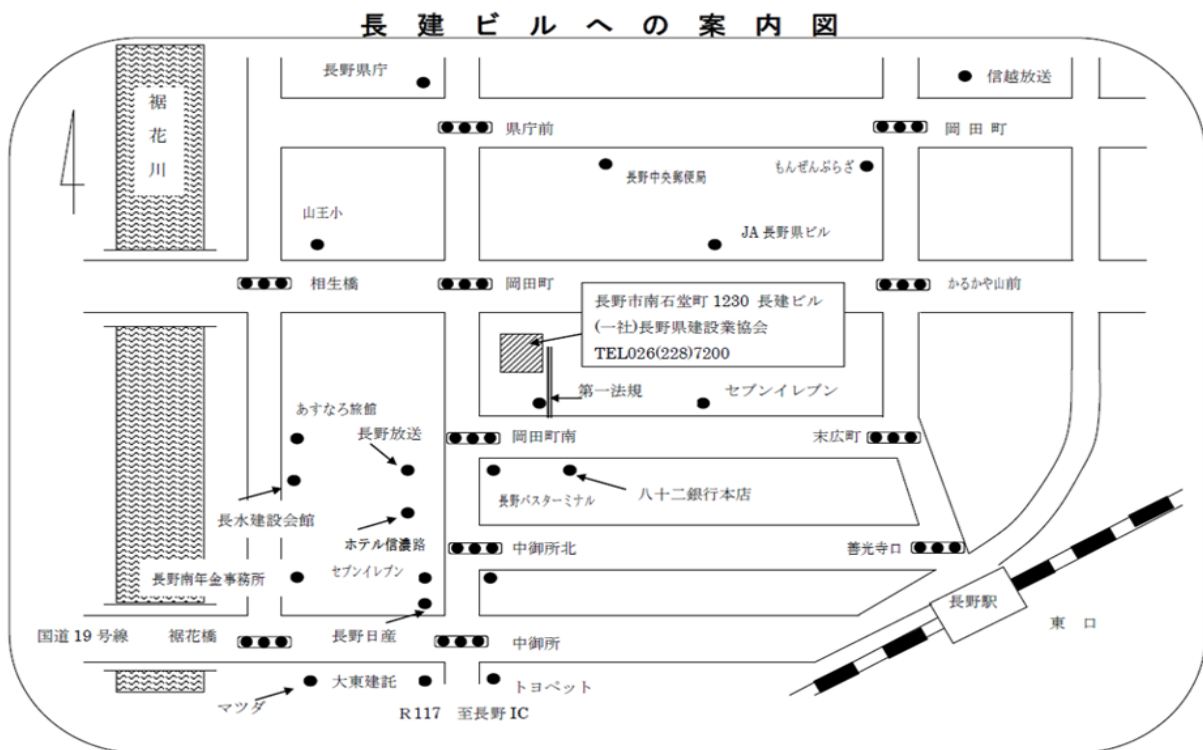 長建ビルへの案内図
長野県庁
信越放送
裾花川
県庁前
岡田町
長野中央郵便局
もんぜんぷらざ
山王小
JA長野県ビル
相生橋
岡田町
かるかや山前
長野市南石堂町1230 長建ビル
(一社)長野県建設業協会
TEL026(228)7200
第一法規
セブンイレブン
あすなろ旅館
長野放送
岡田町南
末広町
長野バスターミナル
八十二銀行本店
長水建設会館
ホテル信濃路
中御所北
善光寺口
長野南年金事務所
セブンイレブン
長野駅
東 口
国道19号線
裾花橋
長野日産
中御所
マツダ
大東建託
トヨペット
R117 至長野IC